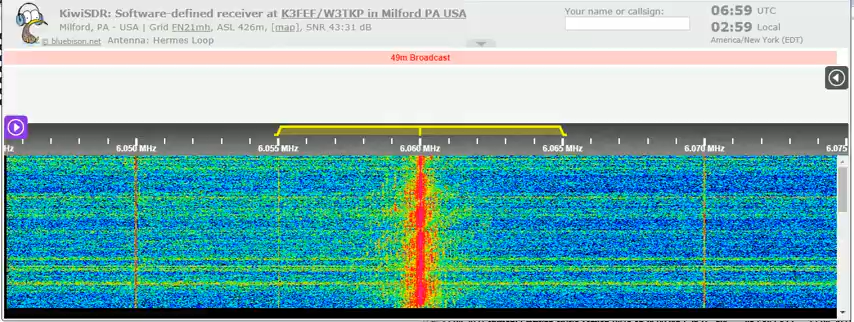 KiwiSDR: Software-defined receiver at K3FEF/W3TKP in Milford PA USA
Milford, PA - USA | Grid FN21mh, ASL 426m, [map], SNR 43:31 dB
© bluebison.net Antenna: Hermes Loop
Your name or callsign:
06:59 UTC
02:59 Local
America/New York (EDT)
49m Broadcast
Hz 6.050 MHz 6.055 MHz 6.060 MHz 6.065 MHz 6.070 MHz 6.075